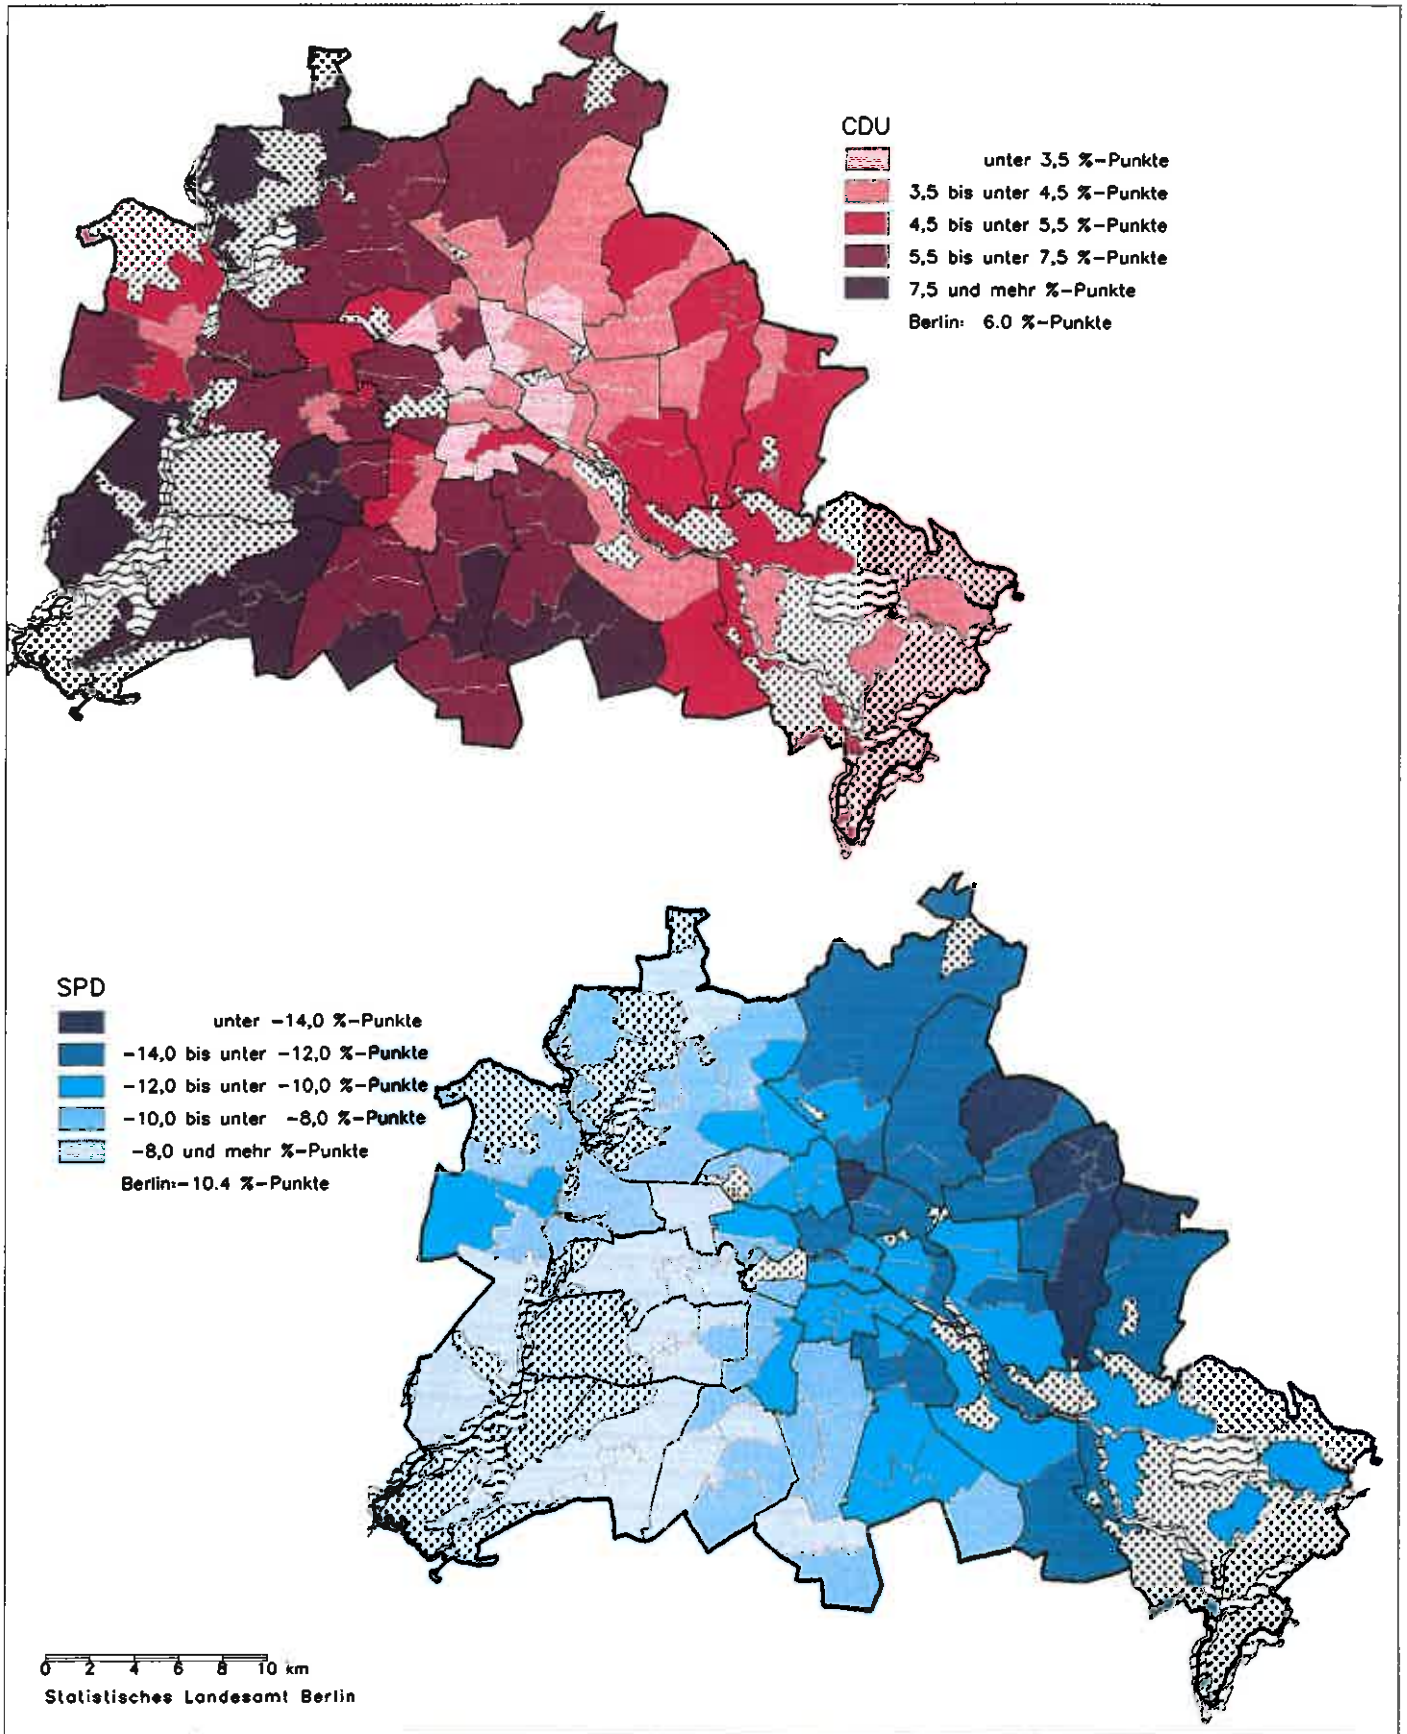 CDU
unter 3,5 %-Punkte
3,5 bis unter 4,5 %-Punkte
4,5 bis unter 5,5 %-Punkte
5,5 bis unter 7,5 %-Punkte
7,5 und mehr %-Punkte
Berlin: 6.0 %-Punkte
SPD
unter -14,0 %-Punkte
-14,0 bis unter -12,0 %-Punkte
-12,0 bis unter -10,0 %-Punkte
-10,0 bis unter -8,0 %-Punkte
-8,0 und mehr %-Punkte
Berlin:-10.4 %-Punkte
0 2 4 6 8 10 km
Statistisches Landesamt Berlin